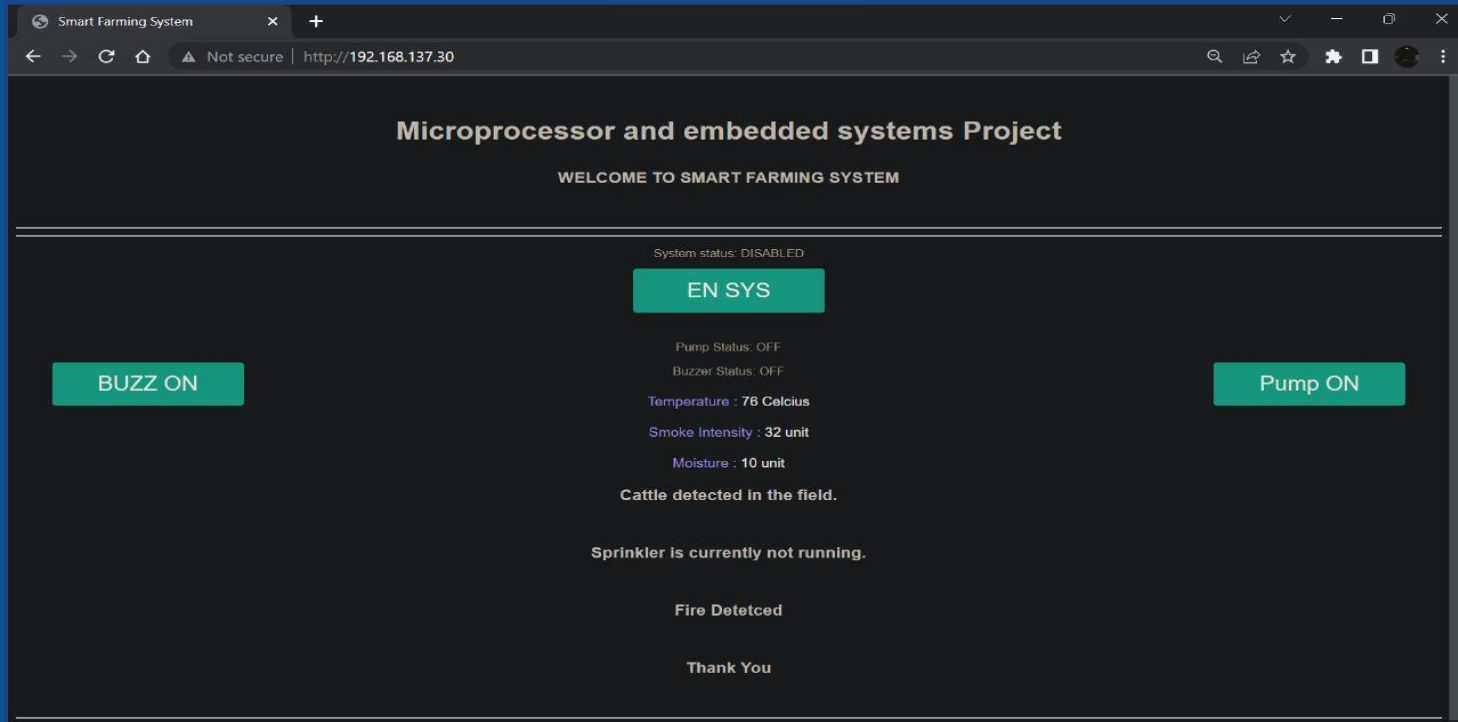 Smart Farming System
Not secure | http://192.168.137.30
Microprocessor and embedded systems Project
WELCOME TO SMART FARMING SYSTEM
System status: DISABLED
EN SYS
Pump Status: OFF
Buzzer Status: OFF
BUZZ ON
Pump ON
Temperature : 76 Celcius
Smoke Intensity : 32 unit
Moisture : 10 unit
Cattle detected in the field.
Sprinkler is currently not running.
Fire Detetced
Thank You